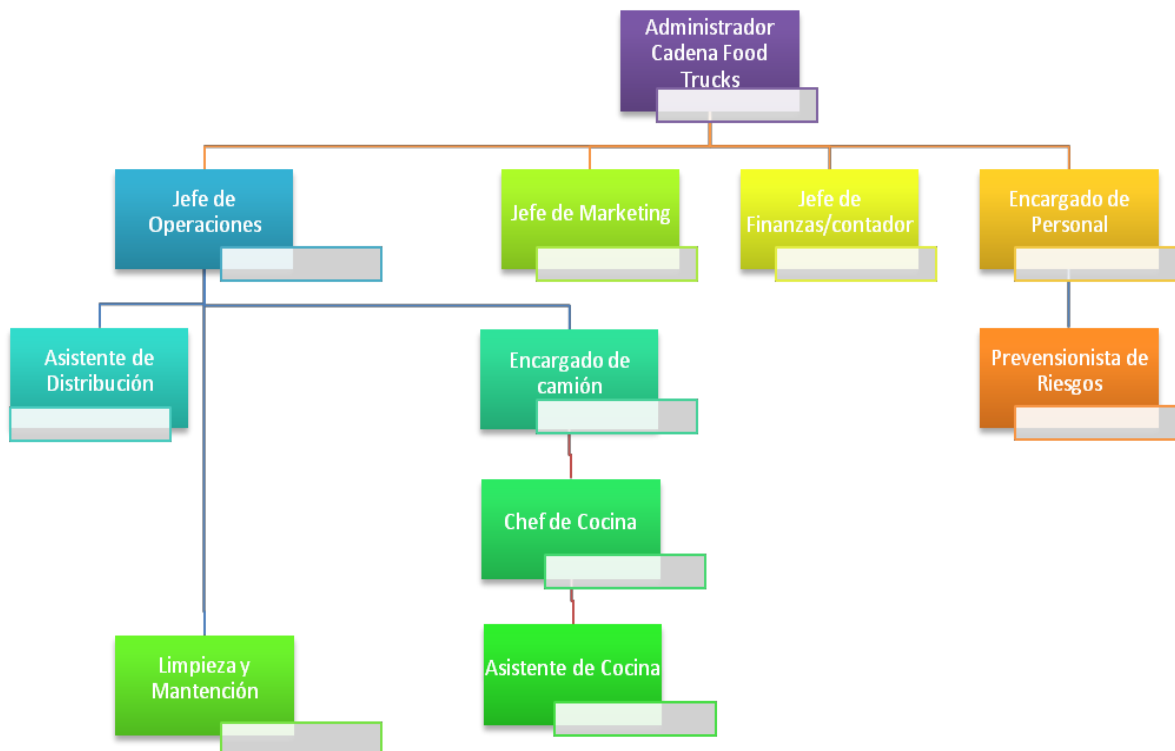 Administrador
Cadena Food
Trucks
Jefe de
Operaciones
Jefe de Marketing
Jefe de
Finanzas/contador
Encargado de
Personal
Asistente de
Distribución
Encargado de
camión
Prevensionista de
Riesgos
Chef de Cocina
Limpieza y
Mantención
Asistente de Cocina